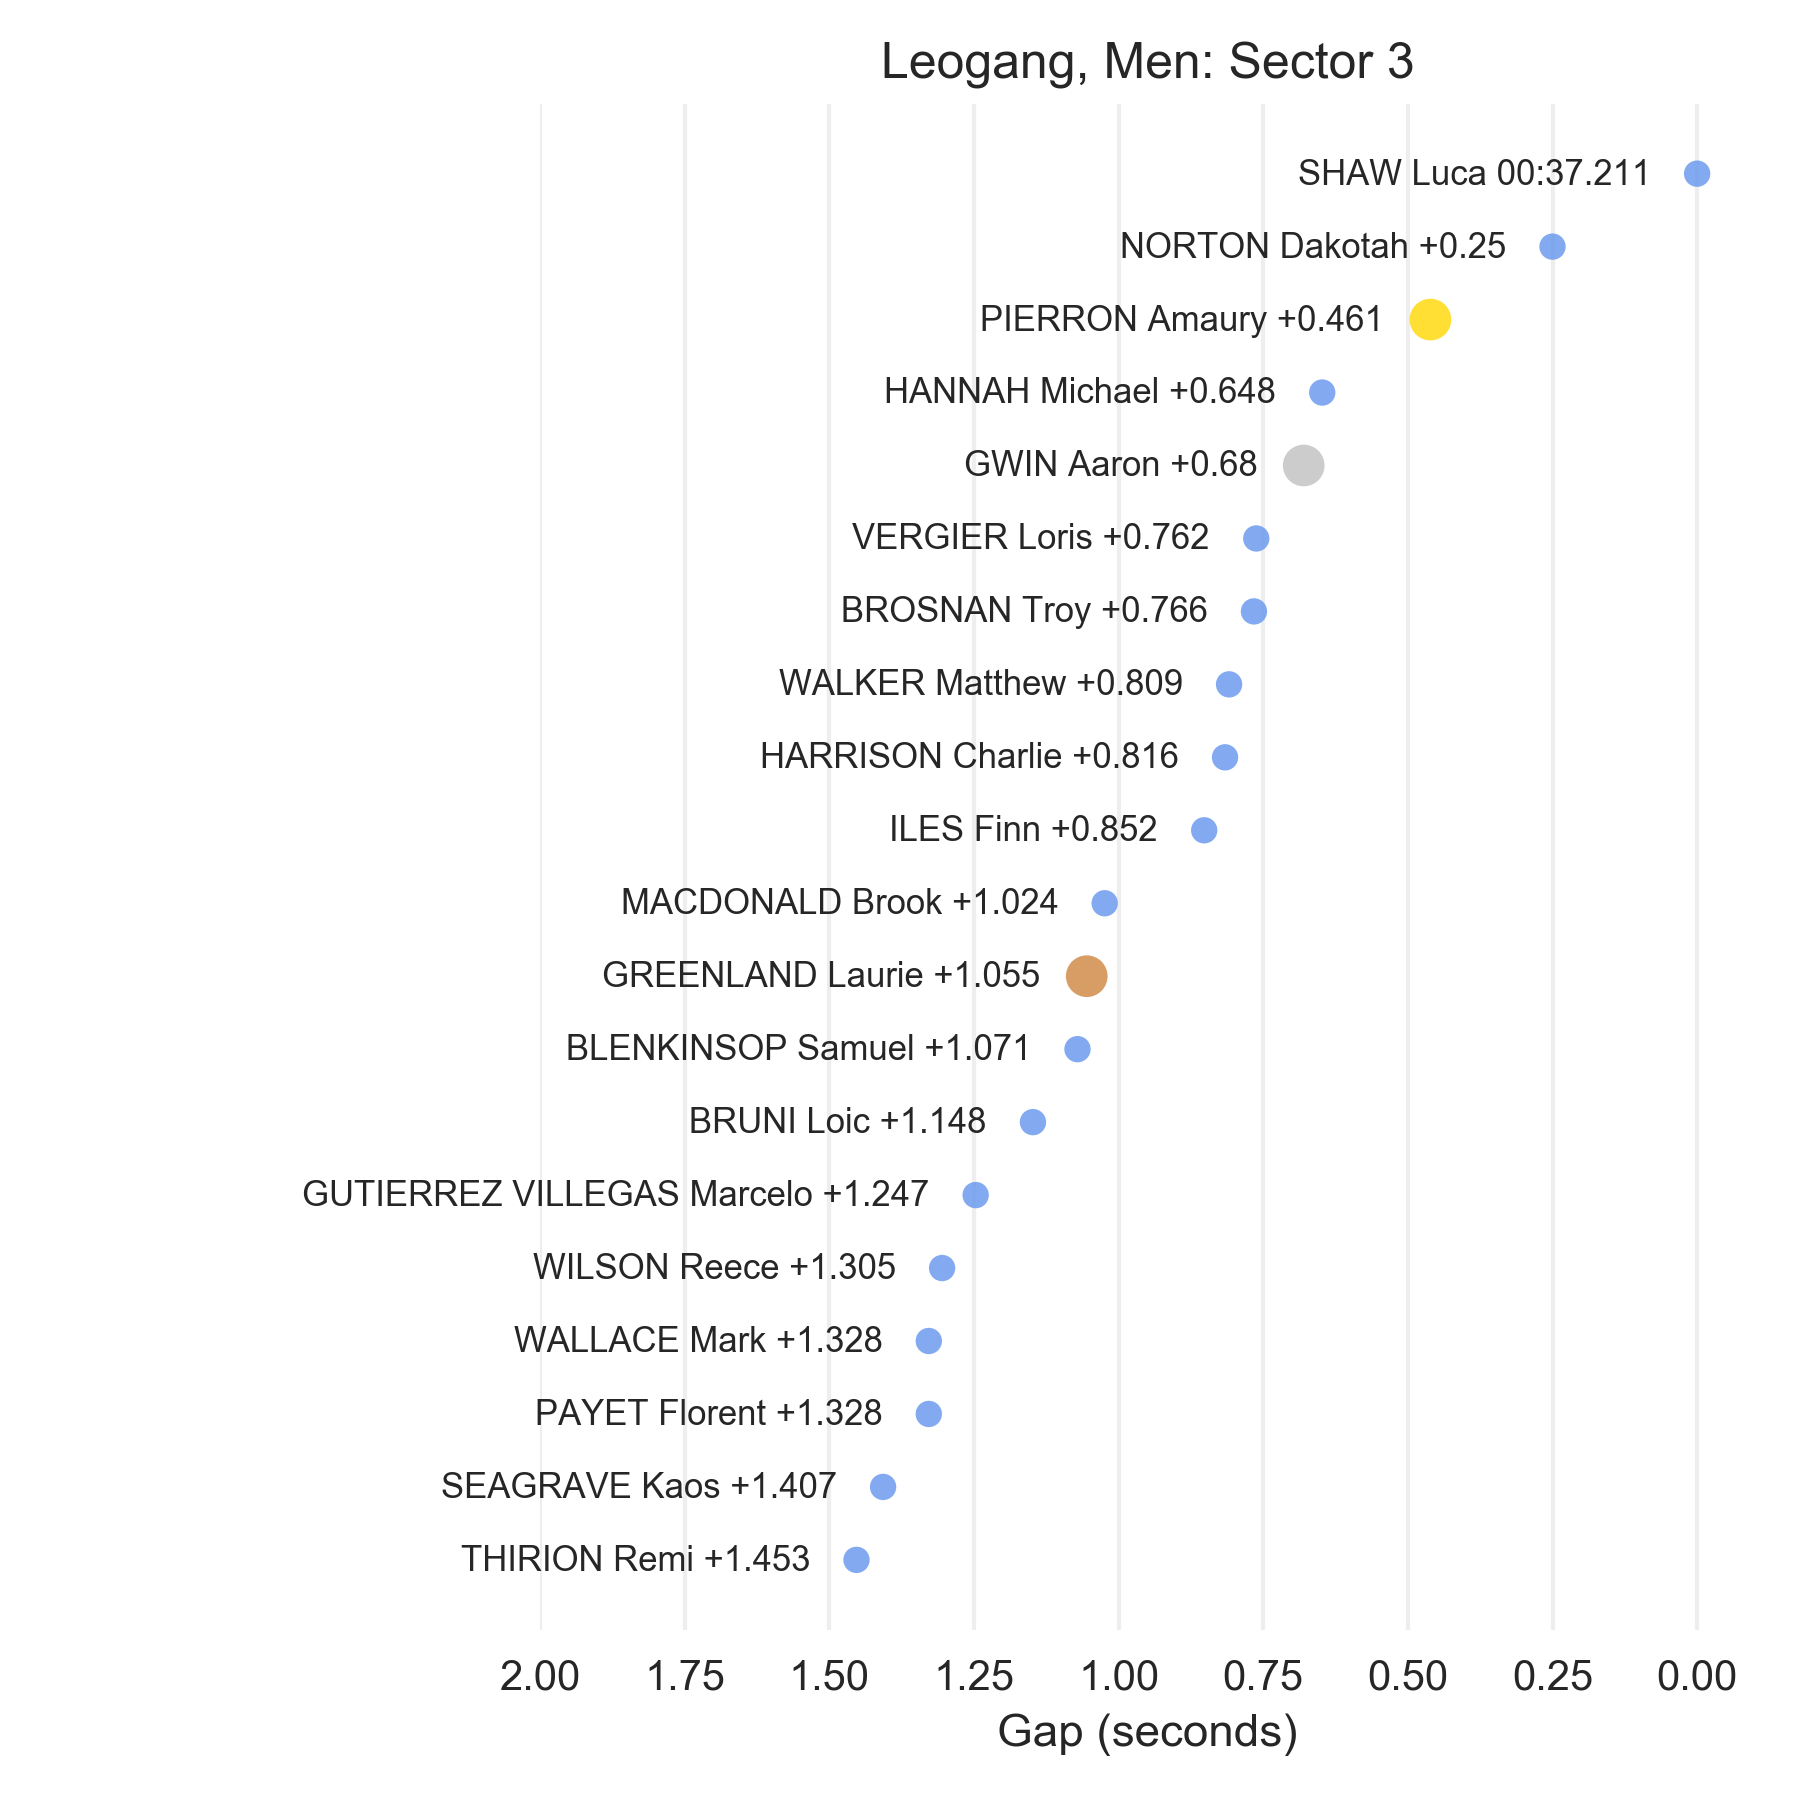 Leogang, Men: Sector 3
SHAW Luca 00:37.211
NORTON Dakotah +0.25
PIERRON Amaury +0.461
HANNAH Michael +0.648
GWIN Aaron +0.68
VERGIER Loris +0.762
BROSNAN Troy +0.766
WALKER Matthew +0.809
HARRISON Charlie +0.816
ILES Finn +0.852
MACDONALD Brook +1.024
GREENLAND Laurie +1.055
BLENKINSOP Samuel +1.071
BRUNI Loic +1.148
GUTIERREZ VILLEGAS Marcelo +1.247
WILSON Reece +1.305
WALLACE Mark +1.328
PAYET Florent +1.328
SEAGRAVE Kaos +1.407
THIRION Remi +1.453
2.00 1.75 1.50 1.25 1.00 0.75 0.50 0.25 0.00
Gap (seconds)